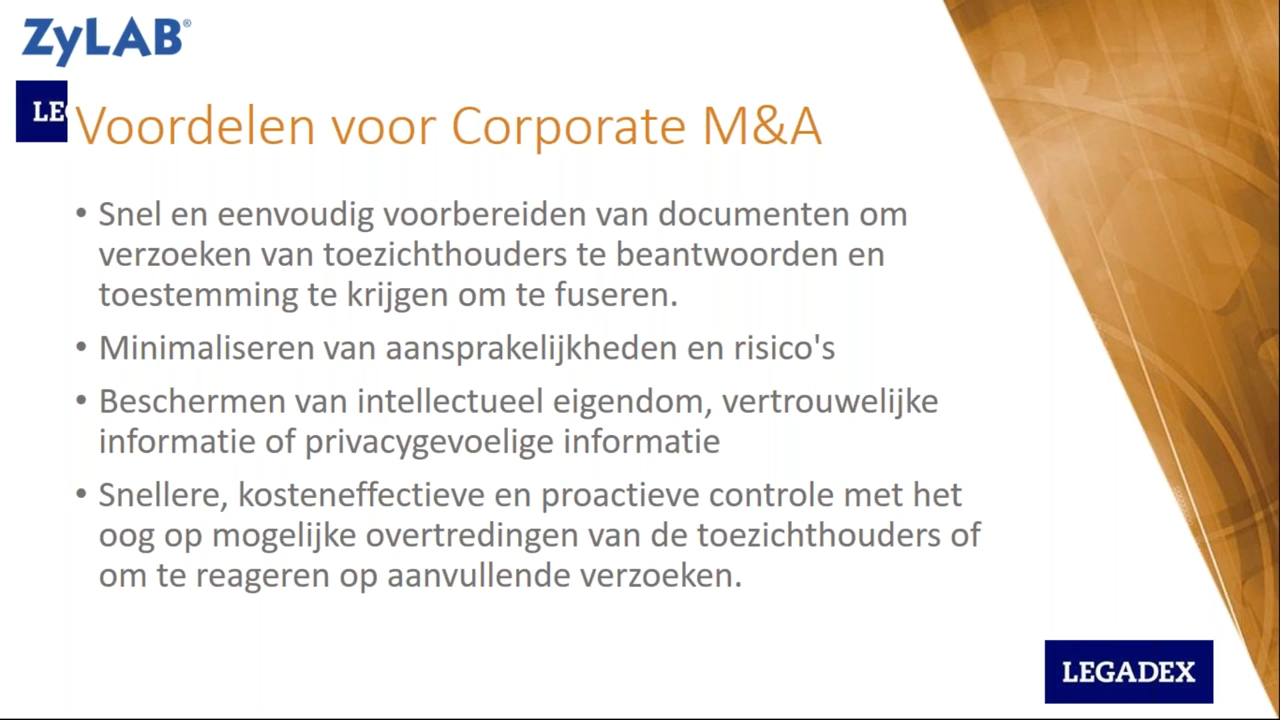 ZyLAB®
LE
Voordelen voor Corporate M&A
• Snel en eenvoudig voorbereiden van documenten om
verzoeken van toezichthouders te beantwoorden en
toestemming te krijgen om te fuseren.
• Minimaliseren van aansprakelijkheden en risico's
• Beschermen van intellectueel eigendom, vertrouwelijke
informatie of privacygevoelige informatie
• Snellere, kosteneffectieve en proactieve controle met het
oog op mogelijke overtredingen van de toezichthouders of
om te reageren op aanvullende verzoeken.
LEGADEX